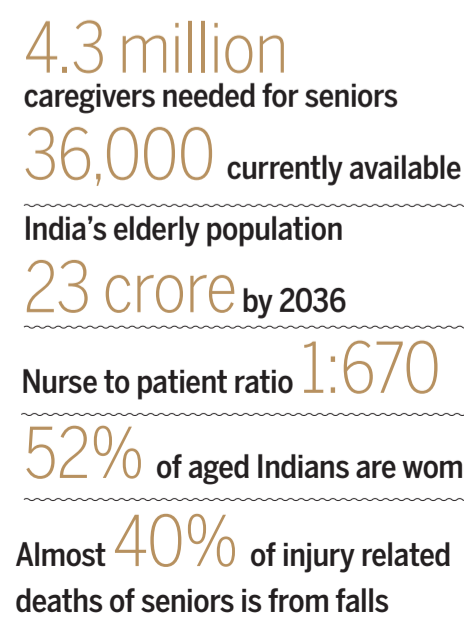 4.3 million
caregivers needed for seniors
36,000 currently available
India's elderly population
23 crore by 2036
Nurse to patient ratio 1:670
52% of aged Indians are wom
Almost 40% of injury related
deaths of seniors is from falls